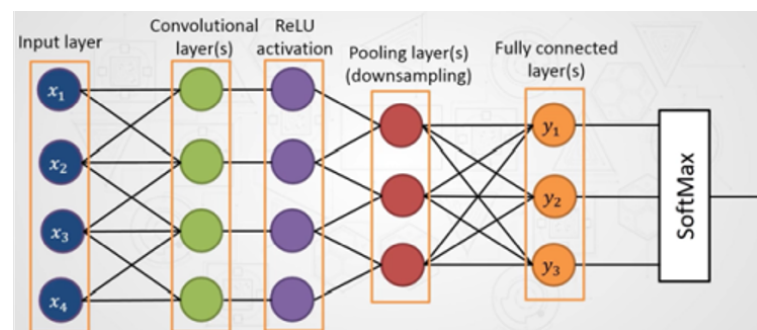 Input layer
Convolutional
layer(s)
ReLU
activation
Pooling layer(s)
(downsampling)
Fully connected
layer(s)
x₁
x₂
x₃
x₄
y₁
y₂
y₃
SoftMax